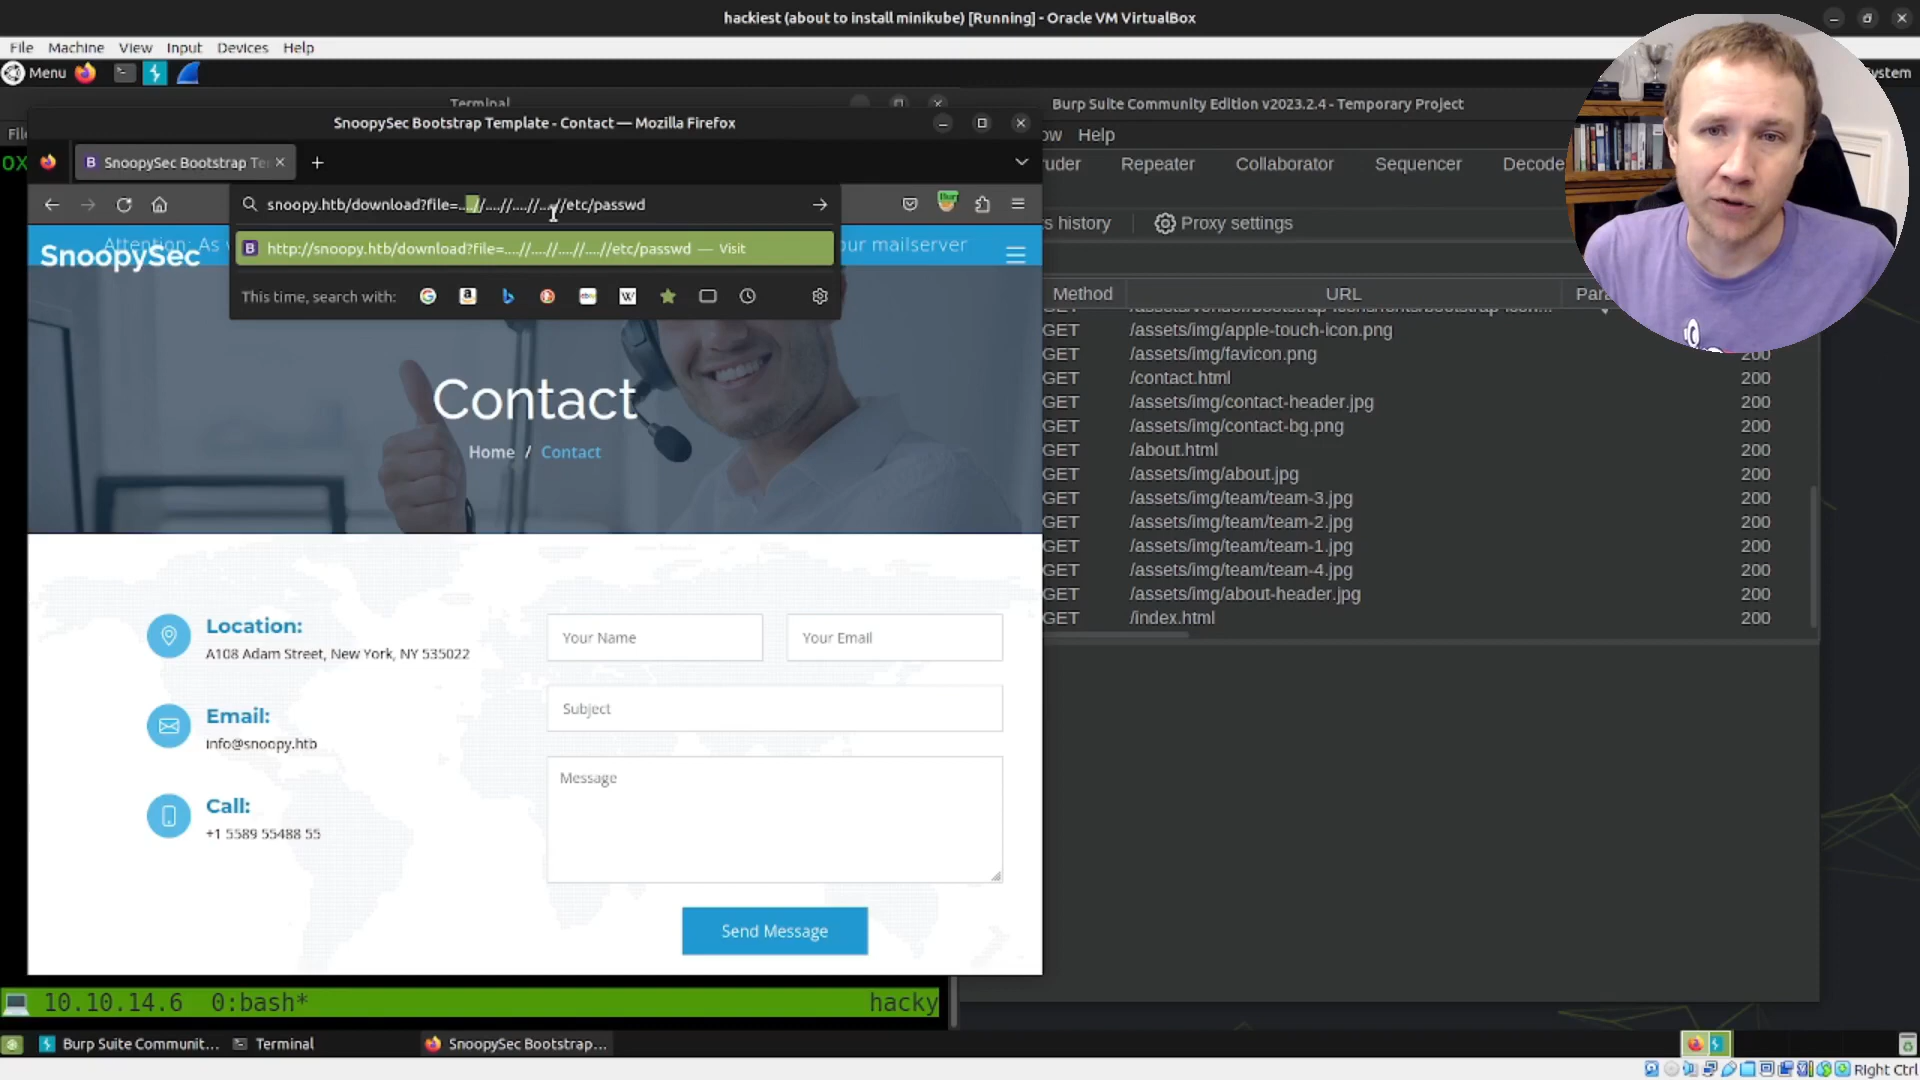 hackiest (about to install minikube) [Running] - Oracle VM VirtualBox
File Machine View Input Devices Help
Menu
System
Terminal
Burp Suite Community Edition v2023.2.4 - Temporary Project
SnoopySec Bootstrap Template - Contact — Mozilla Firefox
Help
SnoopySec Bootstrap Te
Repeater Collaborator Sequencer Decode
snoopy.htb/download?file=....//....//....//....//etc/passwd
s history Proxy settings
SnoopySec
Attention: As
http://snoopy.htb/download?file=....//....//....//....//etc/passwd — Visit
our mailserver
This time, search with:
Method URL Para
/assets/img/apple-touch-icon.png
GET /assets/img/favicon.png 200
GET /contact.html 200
GET /assets/img/contact-header.jpg 200
GET /assets/img/contact-bg.png 200
GET /about.html 200
GET /assets/img/about.jpg 200
GET /assets/img/team/team-3.jpg 200
GET /assets/img/team/team-2.jpg 200
GET /assets/img/team/team-1.jpg 200
GET /assets/img/team/team-4.jpg 200
GET /assets/img/about-header.jpg 200
GET /index.html 200
Contact
Home / Contact
Location:
A108 Adam Street, New York, NY 535022
Email:
info@snoopy.htb
Call:
+1 5589 55488 55
Your Name
Your Email
Subject
Message
Send Message
10.10.14.6 0:bash* hacky
Burp Suite Communit... Terminal SnoopySec Bootstrap...
Right Ctrl